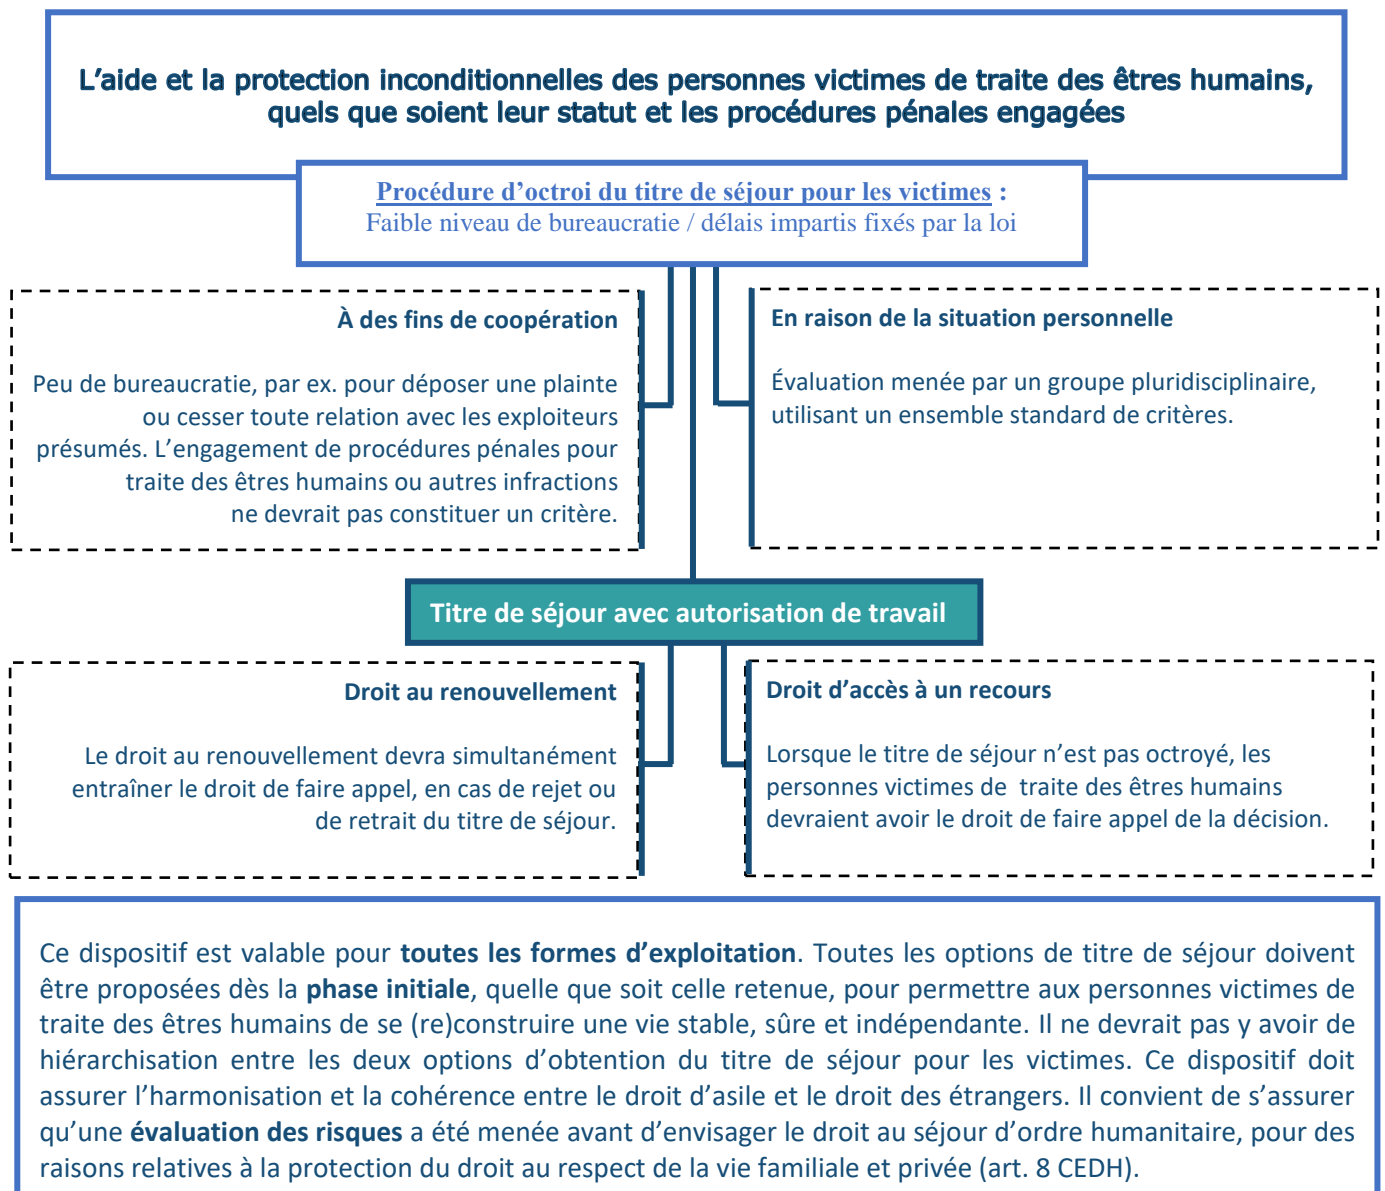 L’aide et la protection inconditionnelles des personnes victimes de traite des êtres humains,
quels que soient leur statut et les procédures pénales engagées
Procédure d’octroi du titre de séjour pour les victimes :
Faible niveau de bureaucratie / délais impartis fixés par la loi
À des fins de coopération
Peu de bureaucratie, par ex. pour déposer une plainte
ou cesser toute relation avec les exploiteurs
présumés. L’engagement de procédures pénales pour
traite des êtres humains ou autres infractions
ne devrait pas constituer un critère.
En raison de la situation personnelle
Évaluation menée par un groupe pluridisciplinaire,
utilisant un ensemble standard de critères.
Titre de séjour avec autorisation de travail
Droit au renouvellement
Le droit au renouvellement devra simultanément
entraîner le droit de faire appel, en cas de rejet ou
de retrait du titre de séjour.
Droit d’accès à un recours
Lorsque le titre de séjour n’est pas octroyé, les
personnes victimes de traite des êtres humains
devraient avoir le droit de faire appel de la décision.
Ce dispositif est valable pour toutes les formes d’exploitation. Toutes les options de titre de séjour doivent
être proposées dès la phase initiale, quelle que soit celle retenue, pour permettre aux personnes victimes de
traite des êtres humains de se (re)construire une vie stable, sûre et indépendante. Il ne devrait pas y avoir de
hiérarchisation entre les deux options d’obtention du titre de séjour pour les victimes. Ce dispositif doit
assurer l’harmonisation et la cohérence entre le droit d’asile et le droit des étrangers. Il convient de s’assurer
qu’une évaluation des risques a été menée avant d’envisager le droit au séjour d’ordre humanitaire, pour des
raisons relatives à la protection du droit au respect de la vie familiale et privée (art. 8 CEDH).